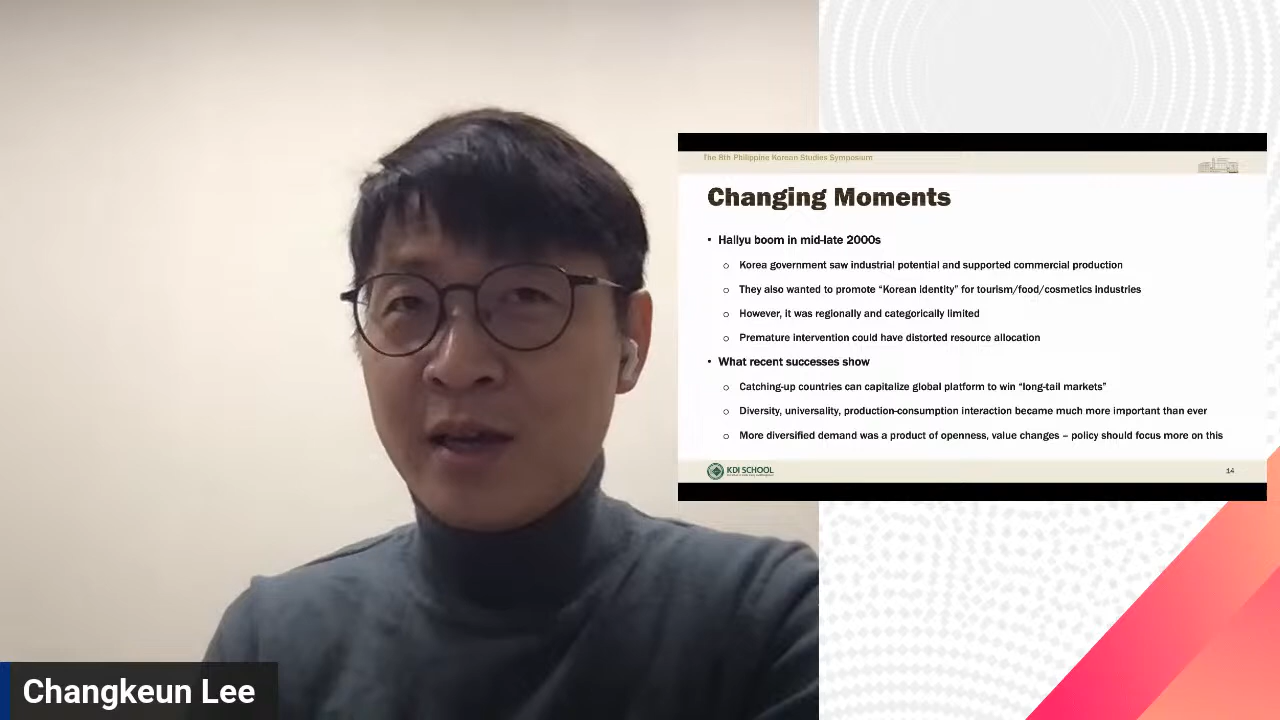 The 8th Philippine Korean Studies Symposium
Changing Moments
• Hallyu boom in mid-late 2000s
o Korea government saw industrial potential and supported commercial production
o They also wanted to promote “Korean identity” for tourism/food/cosmetics industries
o However, it was regionally and categorically limited
o Premature intervention could have distorted resource allocation
• What recent successes show
o Catching-up countries can capitalize global platform to win “long-tail markets”
o Diversity, universality, production-consumption interaction became much more important than ever
o More diversified demand was a product of openness, value changes – policy should focus more on this
KDI SCHOOL
14
Changkeun Lee